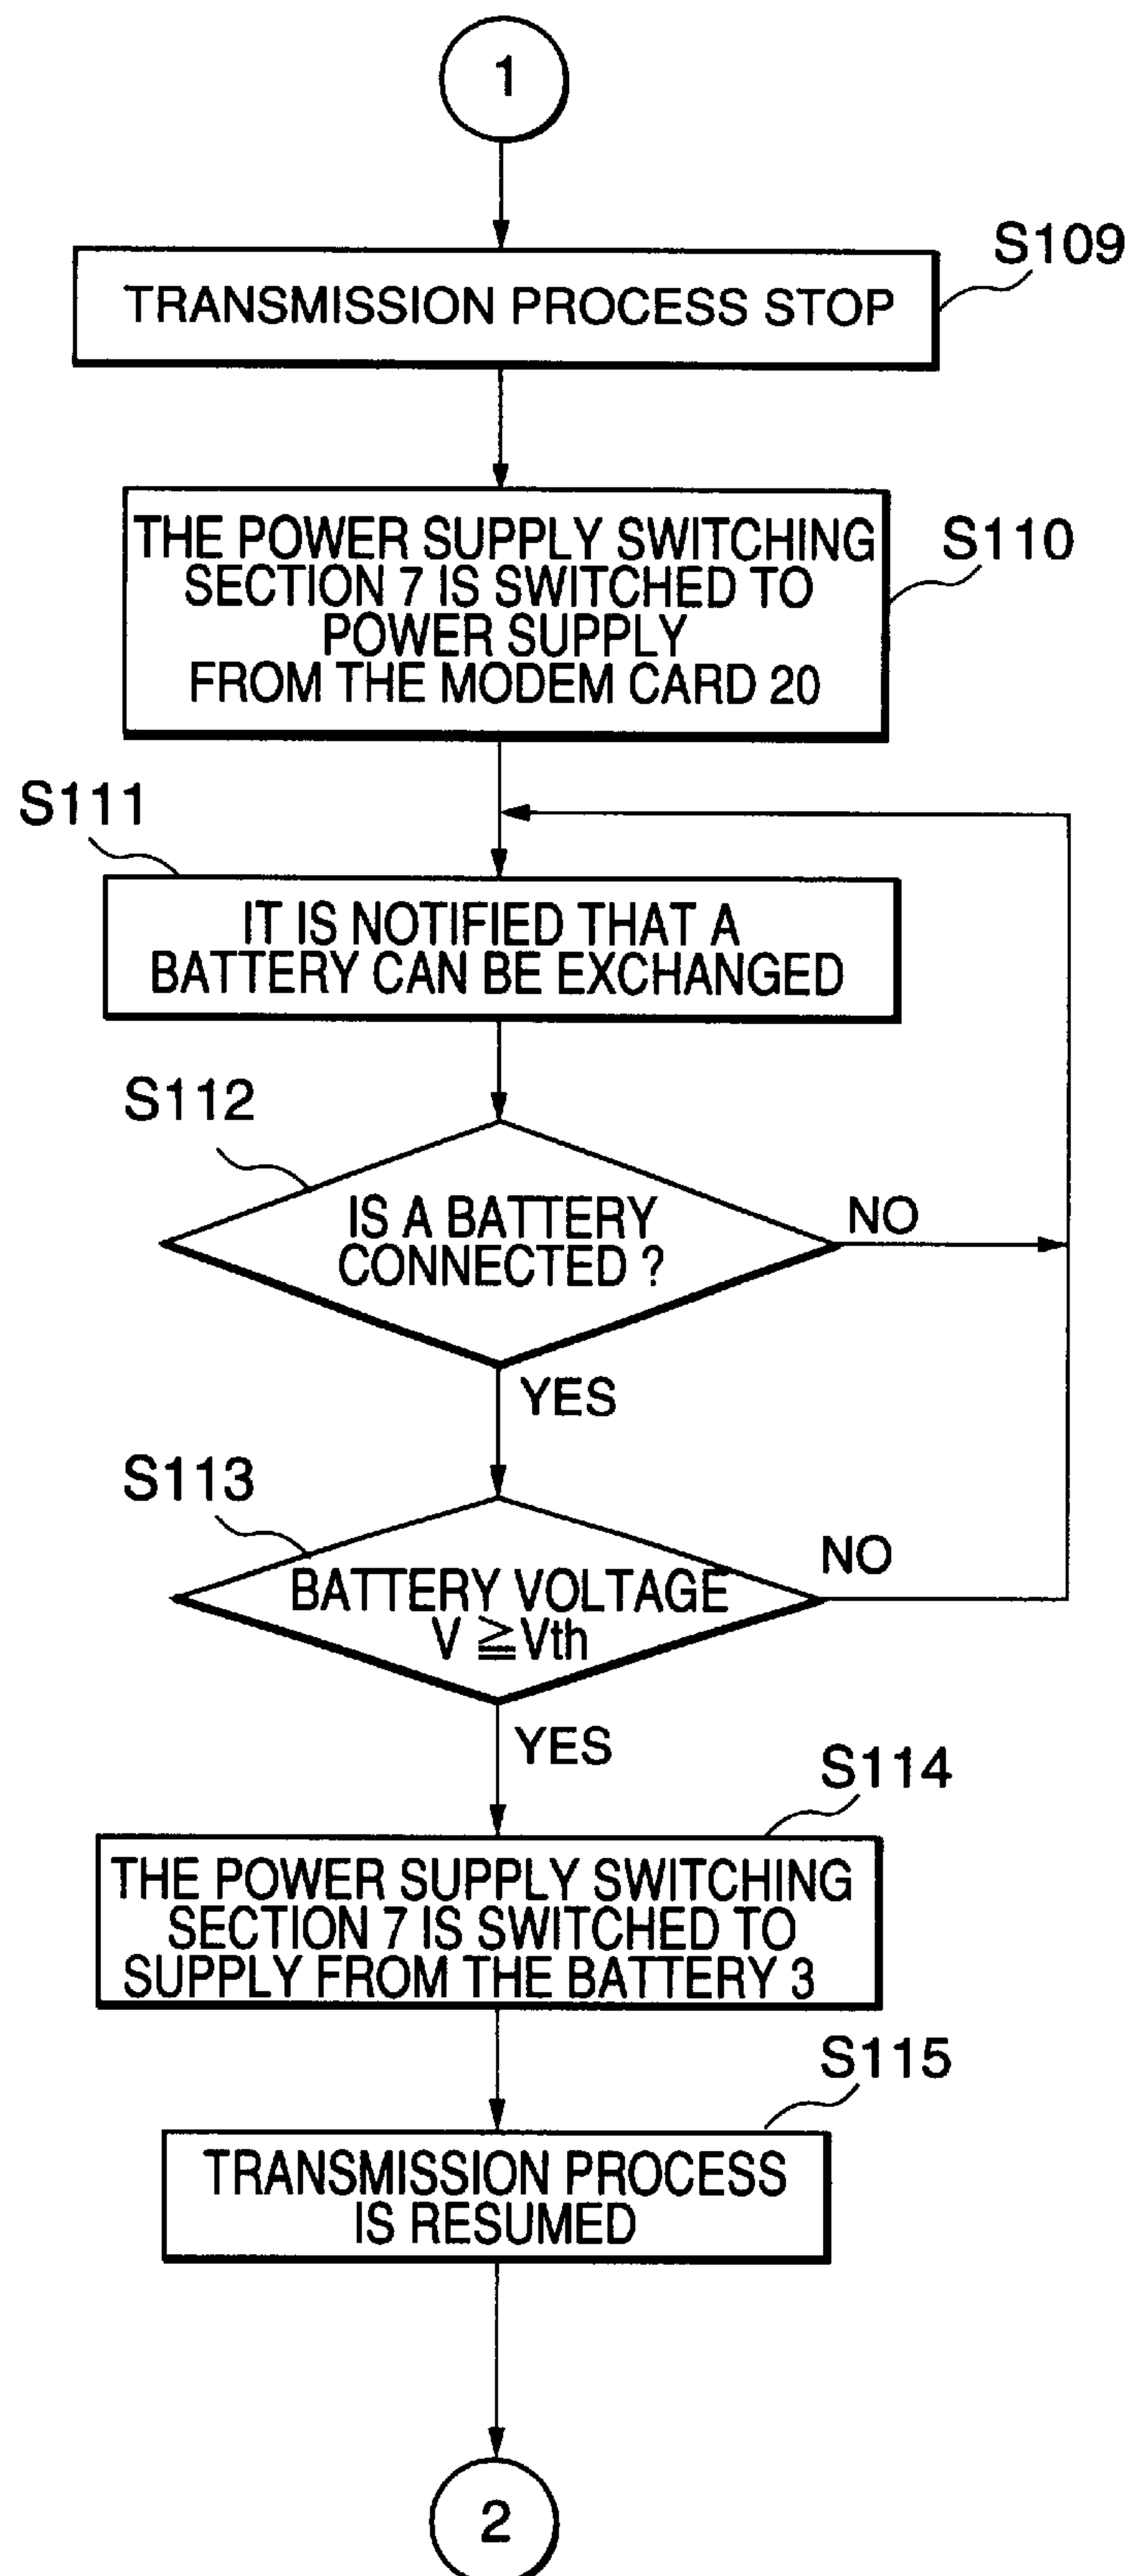 1
S109
TRANSMISSION PROCESS STOP
THE POWER SUPPLY SWITCHING
SECTION 7 IS SWITCHED TO
POWER SUPPLY
FROM THE MODEM CARD 20
S110
S111
IT IS NOTIFIED THAT A
BATTERY CAN BE EXCHANGED
S112
IS A BATTERY
CONNECTED ?
NO
YES
S113
BATTERY VOLTAGE
V ≧Vth
NO
YES
S114
THE POWER SUPPLY SWITCHING
SECTION 7 IS SWITCHED TO
SUPPLY FROM THE BATTERY 3
S115
TRANSMISSION PROCESS
IS RESUMED
2